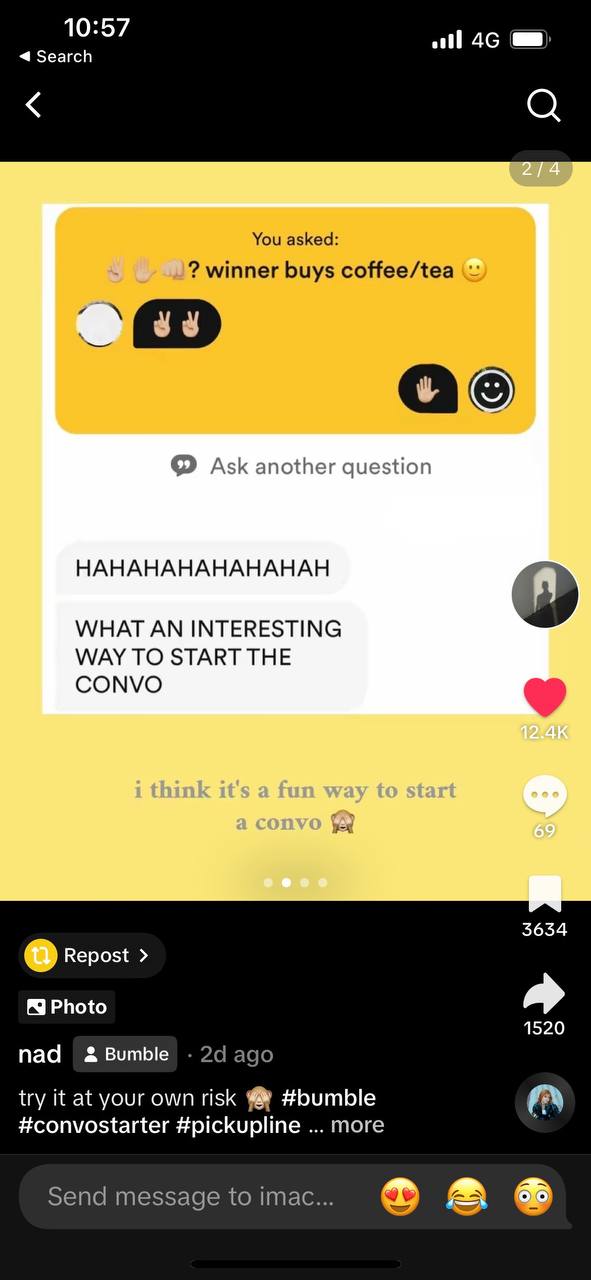 10:57
4G
◀ Search
2 / 4
You asked:
✌🏼✋🏼👊🏼? winner buys coffee/tea 🙂
✌🏼✌🏼
✋🏼
Ask another question
HAHAHAHAHAHAHAH
WHAT AN INTERESTING
WAY TO START THE
CONVO
12.4K
i think it's a fun way to start
a convo 🙈
69
3634
Repost >
Photo
1520
nad Bumble · 2d ago
try it at your own risk 🙈 #bumble
#convostarter #pickupline ... more
Send message to imac... 😍 😂 😳